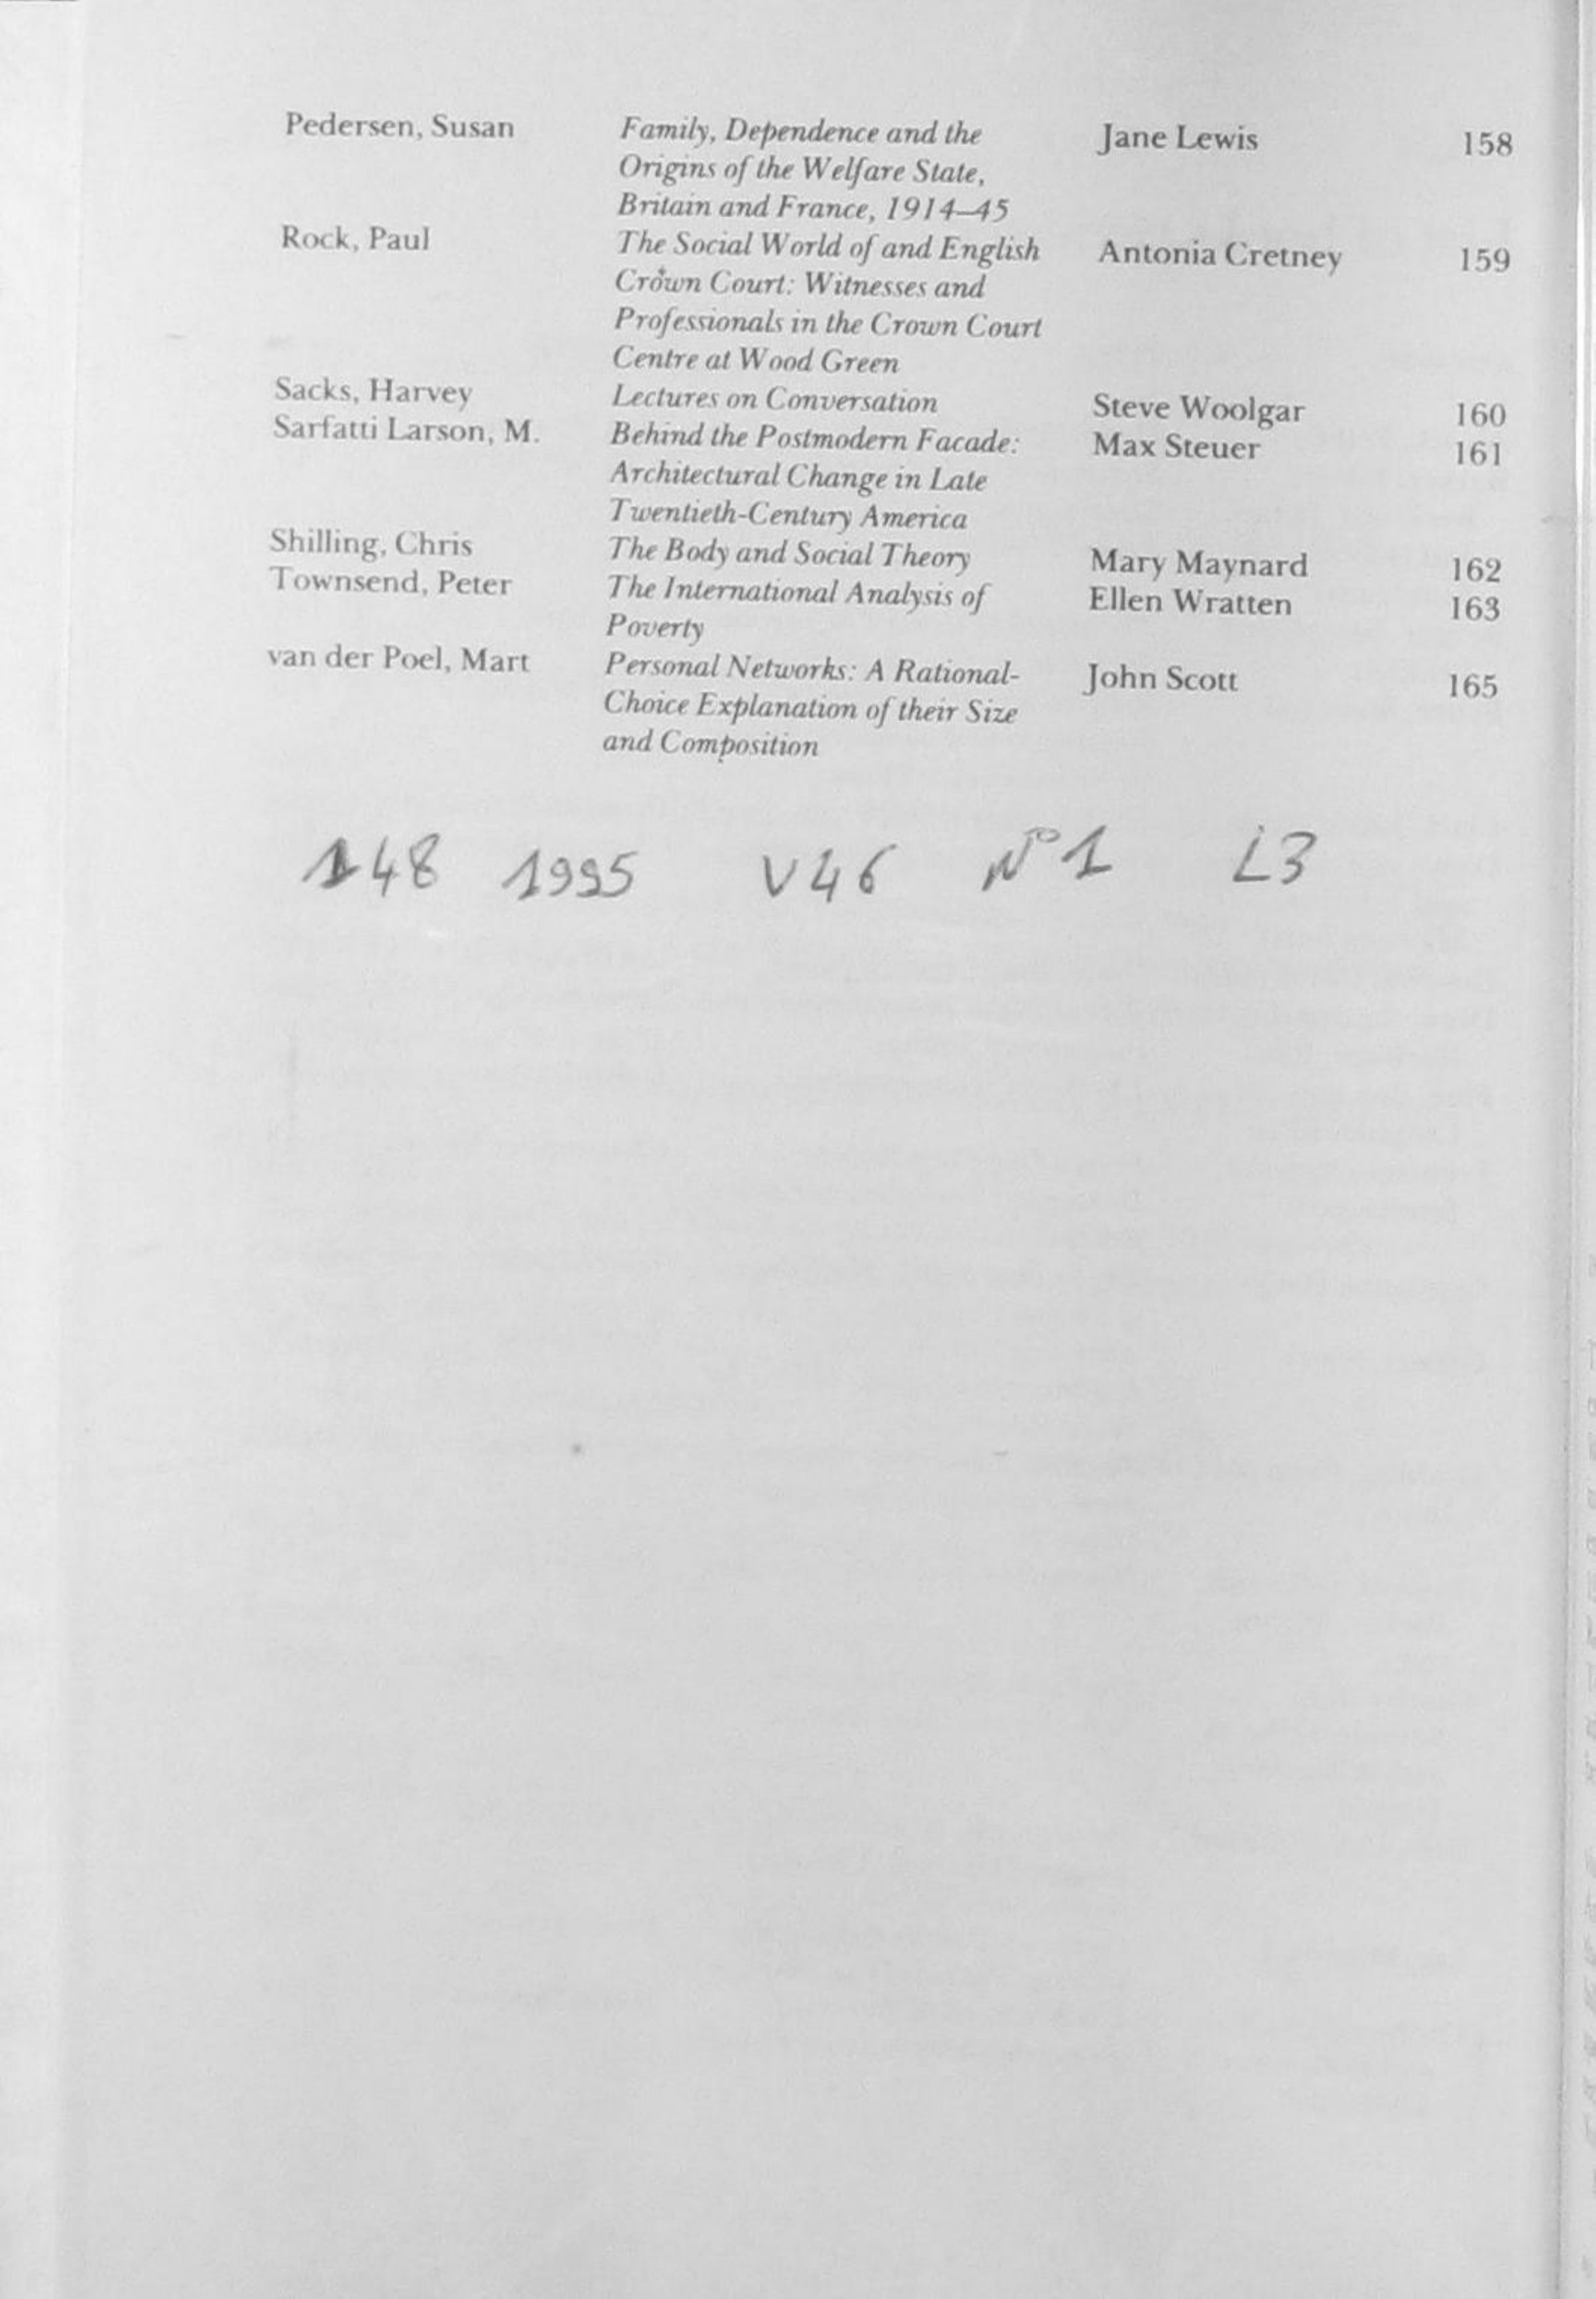 Pedersen, Susan Family, Dependence and the Jane Lewis 158
Origins of the Welfare State,
Britain and France, 1914–45
Rock, Paul The Social World of and English Antonia Cretney 159
Crown Court: Witnesses and
Professionals in the Crown Court
Centre at Wood Green
Sacks, Harvey Lectures on Conversation Steve Woolgar 160
Sarfatti Larson, M. Behind the Postmodern Facade: Max Steuer 161
Architectural Change in Late
Twentieth-Century America
Shilling, Chris The Body and Social Theory Mary Maynard 162
Townsend, Peter The International Analysis of Ellen Wratten 163
Poverty
van der Poel, Mart Personal Networks: A Rational- John Scott 165
Choice Explanation of their Size
and Composition
148 1995 V46 N°1 L3